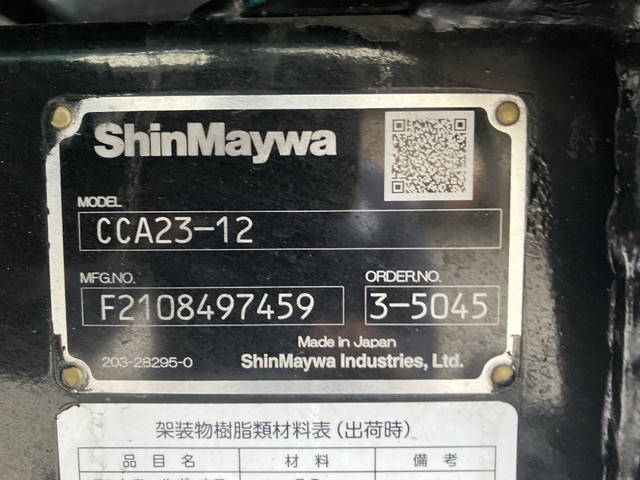 ShinMaywa
MODEL
CCA23-12
MFG.NO. ORDER.NO.
F2108497459 3-5045
Made in Japan
203-28295-0 ShinMaywa Industries, Ltd.
架装物樹脂類材料表(出荷時)
品目名 材料 備考